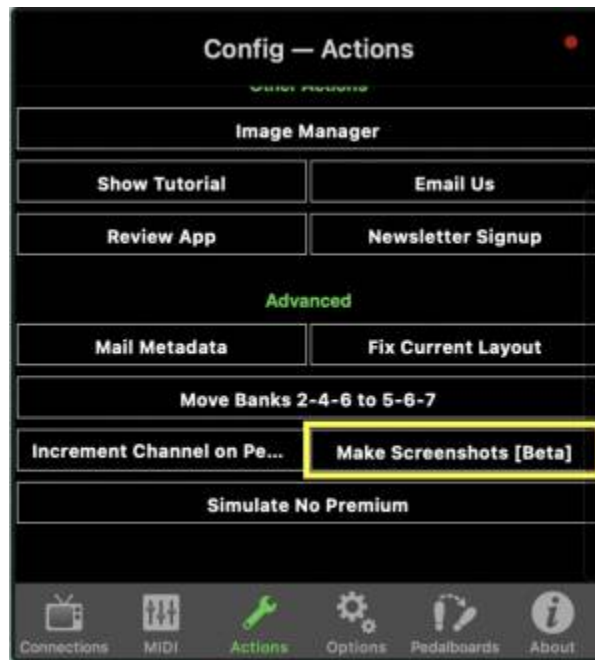 Config — Actions
Other Actions
Image Manager
Show Tutorial
Email Us
Review App
Newsletter Signup
Advanced
Mail Metadata
Fix Current Layout
Move Banks 2-4-6 to 5-6-7
Increment Channel on Pe...
Make Screenshots [Beta]
Simulate No Premium
Connections
MIDI
Actions
Options
Pedalboards
About